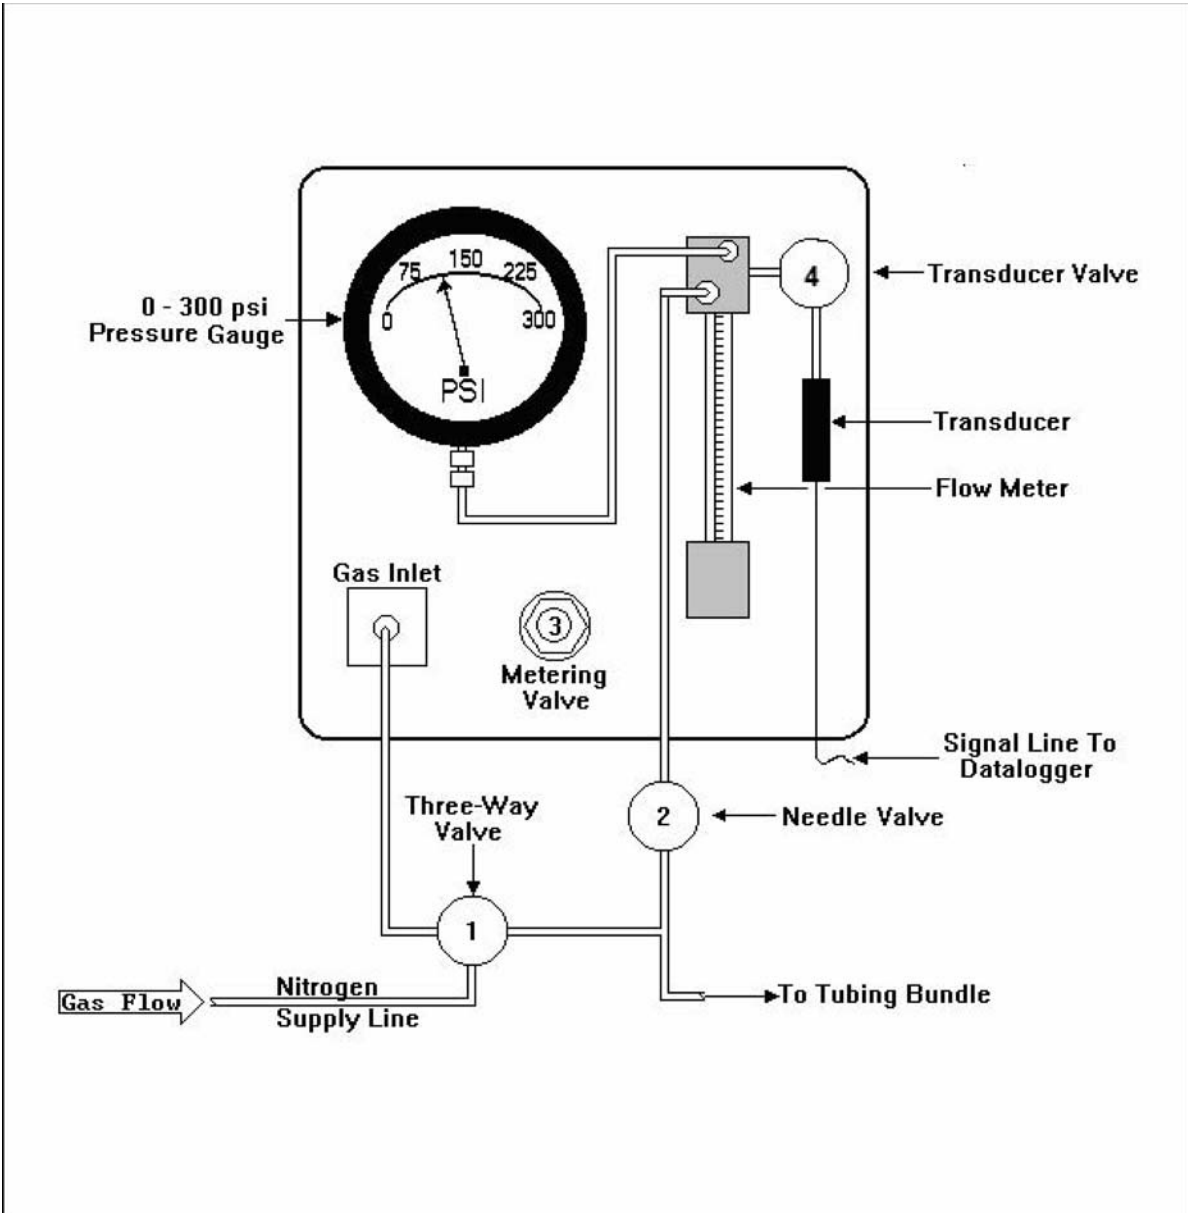 150
75
225
0
300
PSI
0 - 300 psi
Pressure Gauge
4
Transducer Valve
Transducer
Flow Meter
Gas Inlet
3
Metering
Valve
Signal Line To
Datalogger
Three-Way
Valve
2
Needle Valve
1
Gas Flow
Nitrogen
Supply Line
To Tubing Bundle